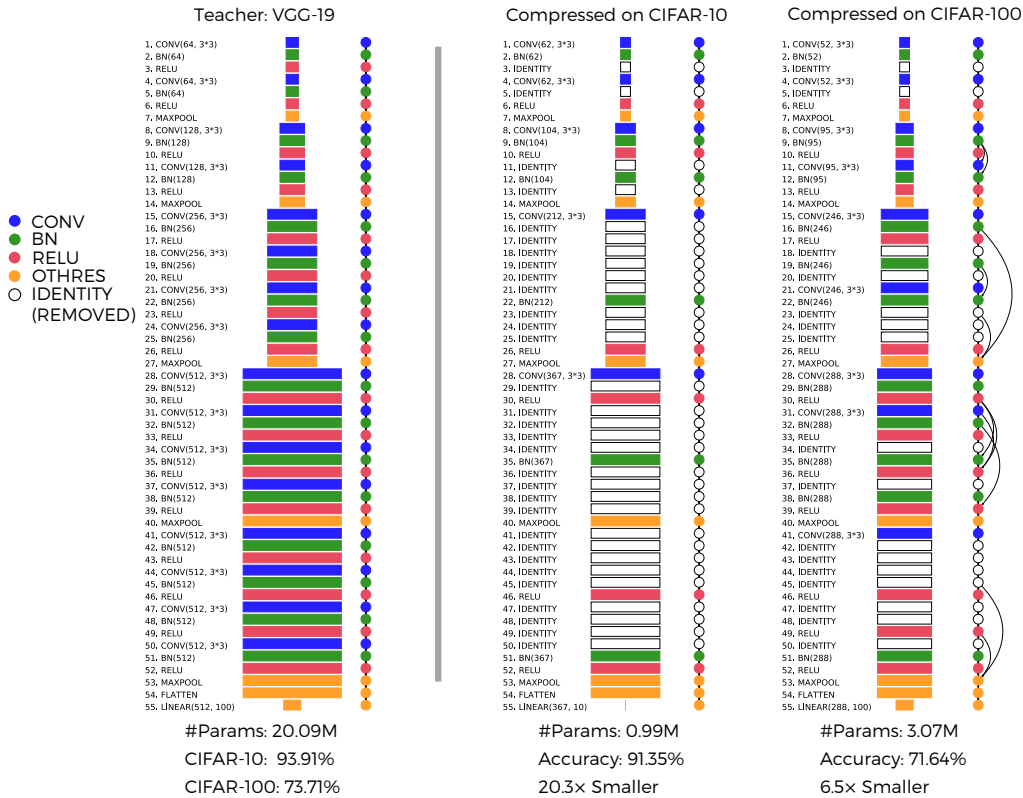 Teacher: VGG-19
1. CONV(64, 3*3)
2. BN(64)
3. RELU
4. CONV(64, 3*3)
5. BN(64)
6. RELU
7. MAXPOOL
8. CONV(128, 3*3)
9. BN(128)
10. RELU
11. CONV(128, 3*3)
12. BN(128)
13. RELU
14. MAXPOOL
15. CONV(256, 3*3)
16. BN(256)
17. RELU
18. CONV(256, 3*3)
19. BN(256)
20. RELU
21. CONV(256, 3*3)
22. BN(256)
23. RELU
24. CONV(256, 3*3)
25. BN(256)
26. RELU
27. MAXPOOL
28. CONV(512, 3*3)
29. BN(512)
30. RELU
31. CONV(512, 3*3)
32. BN(512)
33. RELU
34. CONV(512, 3*3)
35. BN(512)
36. RELU
37. CONV(512, 3*3)
38. BN(512)
39. RELU
40. MAXPOOL
41. CONV(512, 3*3)
42. BN(512)
43. RELU
44. CONV(512, 3*3)
45. BN(512)
46. RELU
47. CONV(512, 3*3)
48. BN(512)
49. RELU
50. CONV(512, 3*3)
51. BN(512)
52. RELU
53. MAXPOOL
54. FLATTEN
55. LINEAR(512, 100)
#Params: 20.09M
CIFAR-10: 93.91%
CIFAR-100: 73.71%
CONV
BN
RELU
OTHRES
IDENTITY
(REMOVED)
Compressed on CIFAR-10
1. CONV(62, 3*3)
2. BN(62)
3. IDENTITY
4. CONV(62, 3*3)
5. IDENTITY
6. RELU
7. MAXPOOL
8. CONV(104, 3*3)
9. BN(104)
10. RELU
11. IDENTITY
12. BN(104)
13. IDENTITY
14. MAXPOOL
15. CONV(212, 3*3)
16. IDENTITY
17. IDENTITY
18. IDENTITY
19. IDENTITY
20. IDENTITY
21. IDENTITY
22. BN(212)
23. IDENTITY
24. IDENTITY
25. IDENTITY
26. RELU
27. MAXPOOL
28. CONV(367, 3*3)
29. IDENTITY
30. RELU
31. IDENTITY
32. IDENTITY
33. IDENTITY
34. IDENTITY
35. BN(367)
36. IDENTITY
37. IDENTITY
38. IDENTITY
39. IDENTITY
40. MAXPOOL
41. IDENTITY
42. IDENTITY
43. IDENTITY
44. IDENTITY
45. IDENTITY
46. RELU
47. IDENTITY
48. IDENTITY
49. IDENTITY
50. IDENTITY
51. BN(367)
52. RELU
53. MAXPOOL
54. FLATTEN
55. LINEAR(367, 10)
#Params: 0.99M
Accuracy: 91.35%
20.3× Smaller
Compressed on CIFAR-100
1. CONV(52, 3*3)
2. BN(52)
3. IDENTITY
4. CONV(52, 3*3)
5. IDENTITY
6. RELU
7. MAXPOOL
8. CONV(95, 3*3)
9. BN(95)
10. RELU
11. CONV(95, 3*3)
12. BN(95)
13. RELU
14. MAXPOOL
15. CONV(246, 3*3)
16. BN(246)
17. RELU
18. IDENTITY
19. BN(246)
20. IDENTITY
21. CONV(246, 3*3)
22. BN(246)
23. IDENTITY
24. IDENTITY
25. IDENTITY
26. RELU
27. MAXPOOL
28. CONV(288, 3*3)
29. BN(288)
30. RELU
31. CONV(288, 3*3)
32. BN(288)
33. RELU
34. IDENTITY
35. BN(288)
36. RELU
37. IDENTITY
38. BN(288)
39. RELU
40. MAXPOOL
41. CONV(288, 3*3)
42. IDENTITY
43. IDENTITY
44. IDENTITY
45. IDENTITY
46. RELU
47. IDENTITY
48. IDENTITY
49. RELU
50. IDENTITY
51. BN(288)
52. RELU
53. MAXPOOL
54. FLATTEN
55. LINEAR(288, 100)
#Params: 3.07M
Accuracy: 71.64%
6.5× Smaller